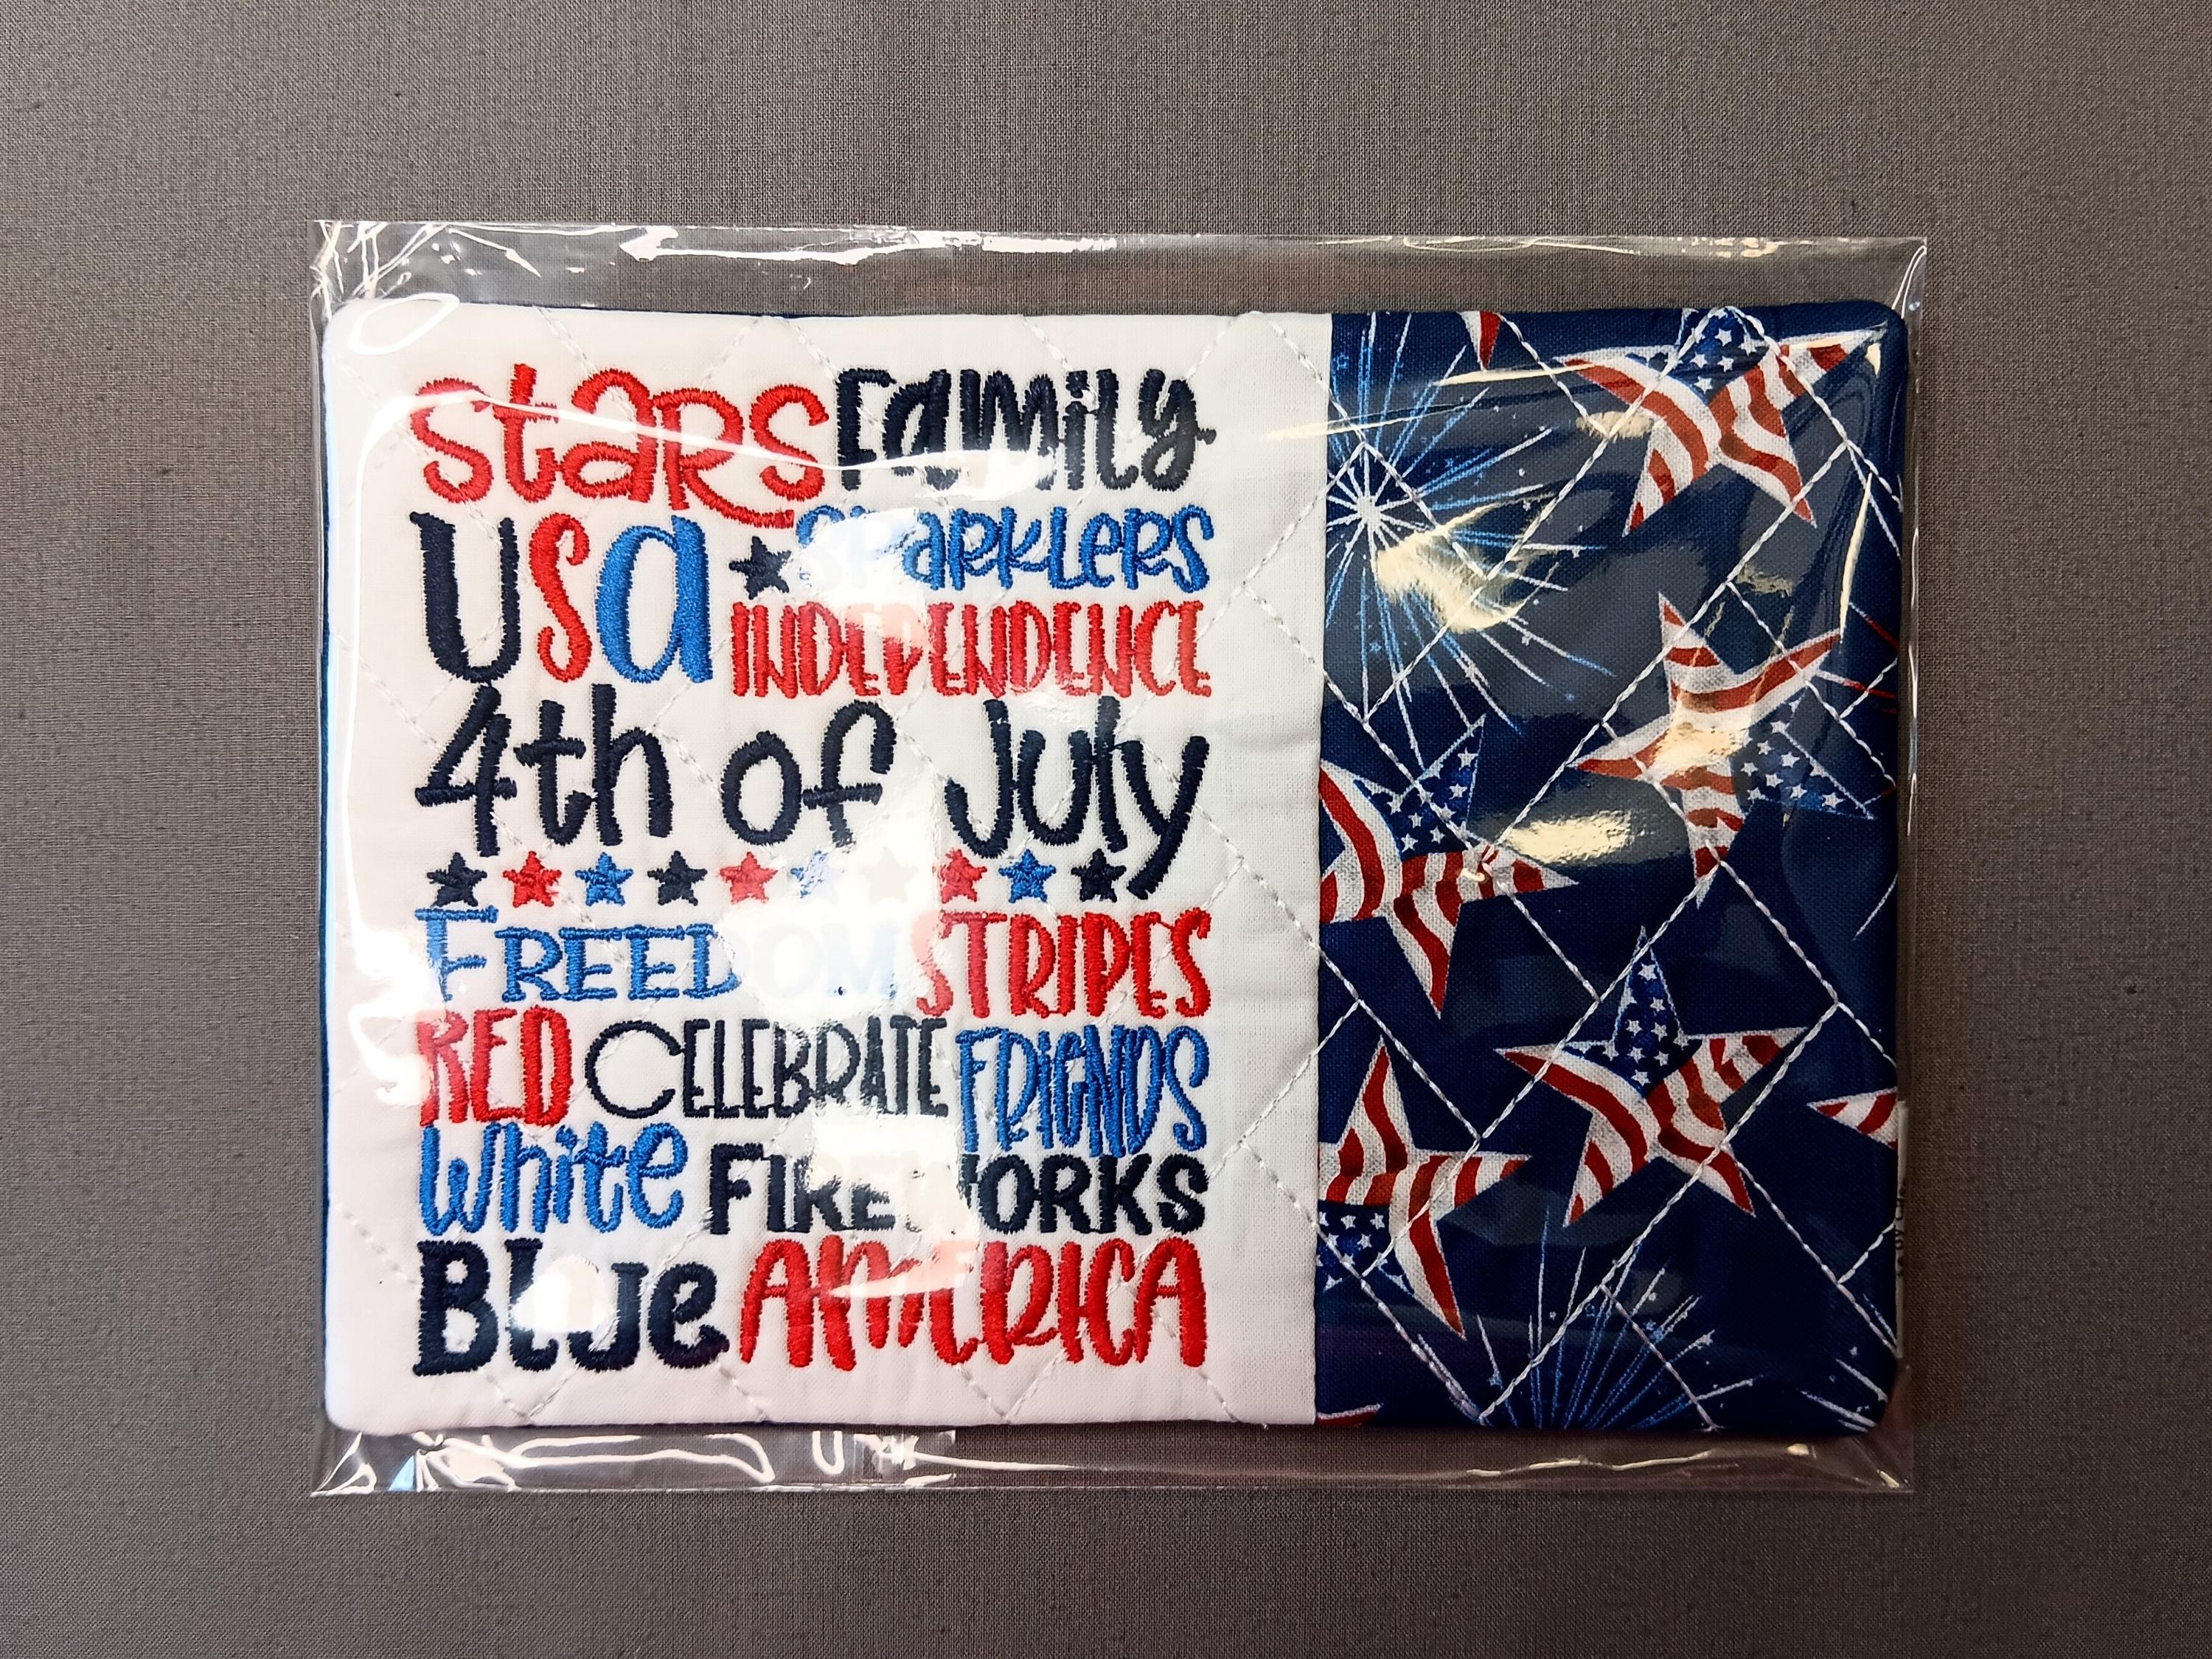 Stars Family
USA Sparklers
INDEPENDENCE
4th of July
FREEDOM STRIPES
RED CELEBRATE FRIENDS
White FIREWORKS
Blue AMERICA